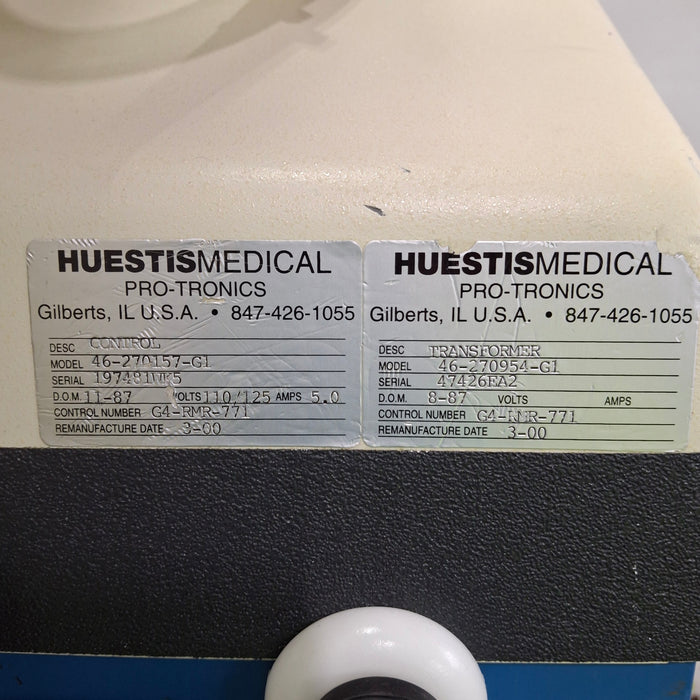 HUESTISMEDICAL
PRO-TRONICS
Gilberts, IL U.S.A. • 847-426-1055
DESC CONTROL
MODEL 46-270157-G1
SERIAL
D.O.M. 11-87 VOLTS 110/125 AMPS 5.0
CONTROL NUMBER G4-RMR-771
REMANUFACTURE DATE 3-00
HUESTISMEDICAL
PRO-TRONICS
Gilberts, IL U.S.A. • 847-426-1055
DESC TRANSFORMER
MODEL 46-270954-G1
SERIAL 47426EA2
D.O.M. 8-87 VOLTS AMPS
CONTROL NUMBER G4-RMR-771
REMANUFACTURE DATE 3-00